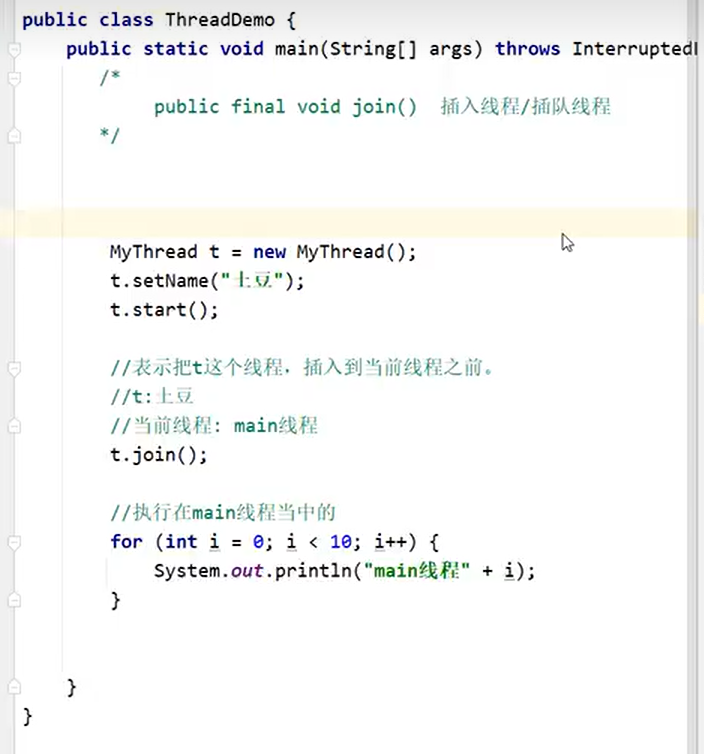 public class ThreadDemo {
public static void main(String[] args) throws Interrupted
/*
public final void join()  插入线程/插队线程
*/
MyThread t = new MyThread();
t.setName("土豆");
t.start();
//表示把t这个线程，插入到当前线程之前。
//t:土豆
//当前线程: main线程
t.join();
//执行在main线程当中的
for (int i = 0; i < 10; i++) {
System.out.println("main线程" + i);
}
}
}